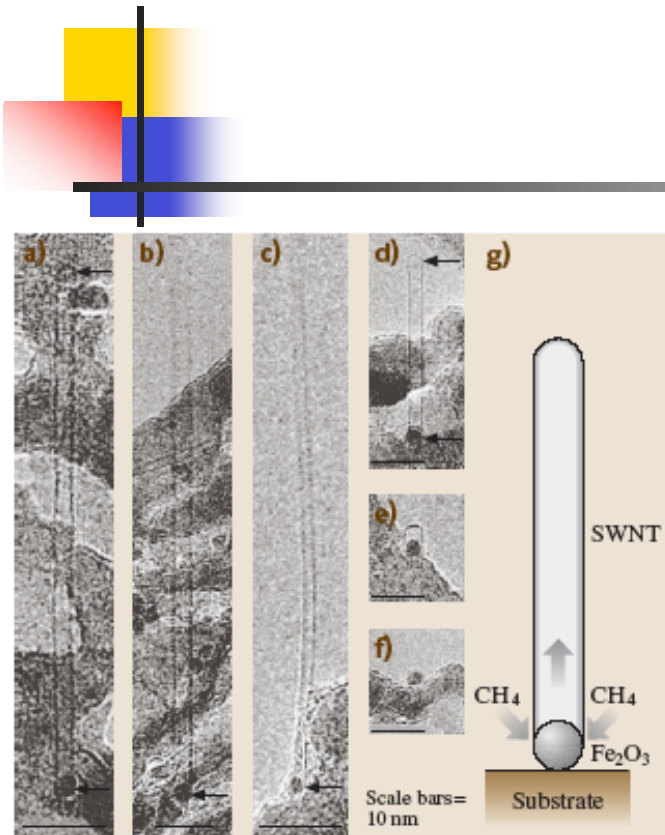 a)
b)
c)
d)
e)
f)
g)
SWNT
CH₄ CH₄
Fe₂O₃
Substrate
Scale bars=
10 nm